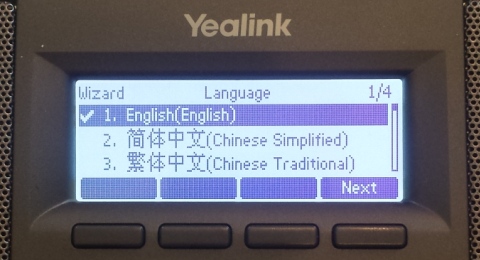 Yealink
Wizard Language 1/4
1. English(English)
2. 简体中文(Chinese Simplified)
3. 繁体中文(Chinese Traditional)
Next